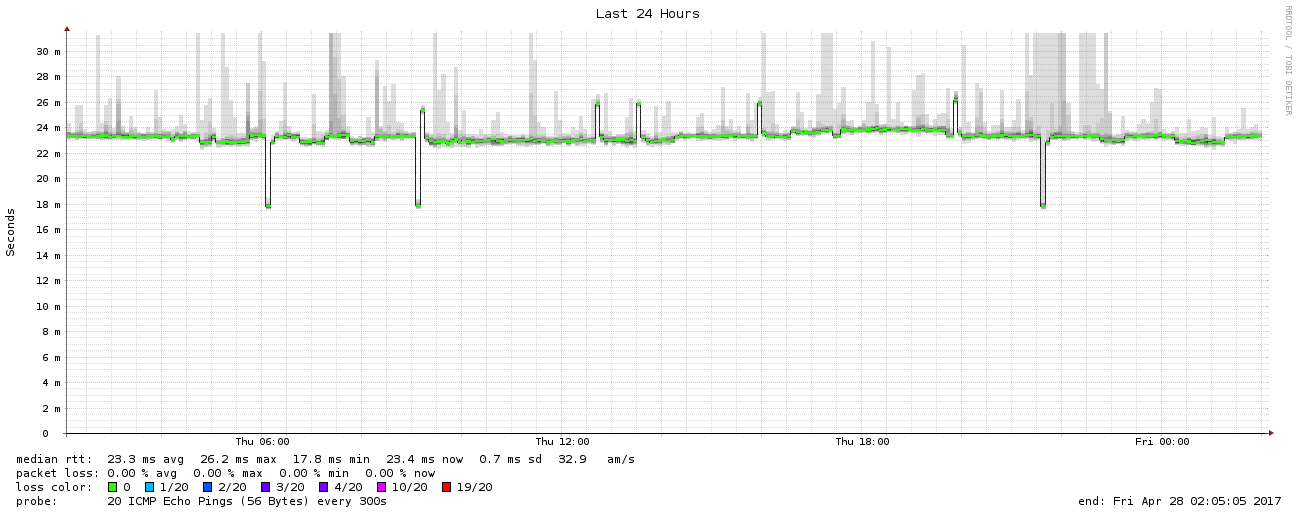 Last 24 Hours
RRDTOOL / TOBI OETIKER
Seconds
30 m
28 m
26 m
24 m
22 m
20 m
18 m
16 m
14 m
12 m
10 m
8 m
6 m
4 m
2 m
0
Thu 06:00 Thu 12:00 Thu 18:00 Fri 00:00
median rtt: 23.3 ms avg 26.2 ms max 17.8 ms min 23.4 ms now 0.7 ms sd 32.9 am/s
packet loss: 0.00 % avg 0.00 % max 0.00 % min 0.00 % now
loss color: 0 1/20 2/20 3/20 4/20 10/20 19/20
probe: 20 ICMP Echo Pings (56 Bytes) every 300s end: Fri Apr 28 02:05:05 2017